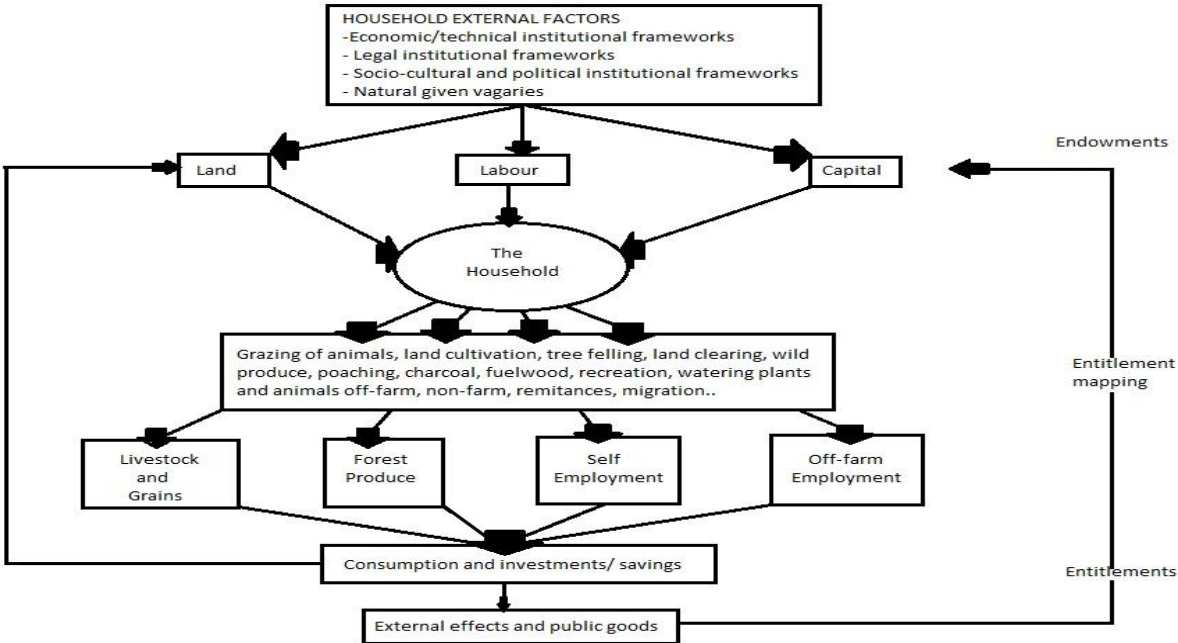 HOUSEHOLD EXTERNAL FACTORS
-Economic/technical institutional frameworks
- Legal institutional frameworks
- Socio-cultural and political institutional frameworks
- Natural given vagaries
Endowments
Land
Labour
Capital
The
Household
Grazing of animals, land cultivation, tree felling, land clearing, wild
produce, poaching, charcoal, fuelwood, recreation, watering plants
and animals off-farm, non-farm, remitances, migration..
Entitlement
mapping
Livestock
and
Grains
Forest
Produce
Self
Employment
Off-farm
Employment
Consumption and investments/ savings
Entitlements
External effects and public goods